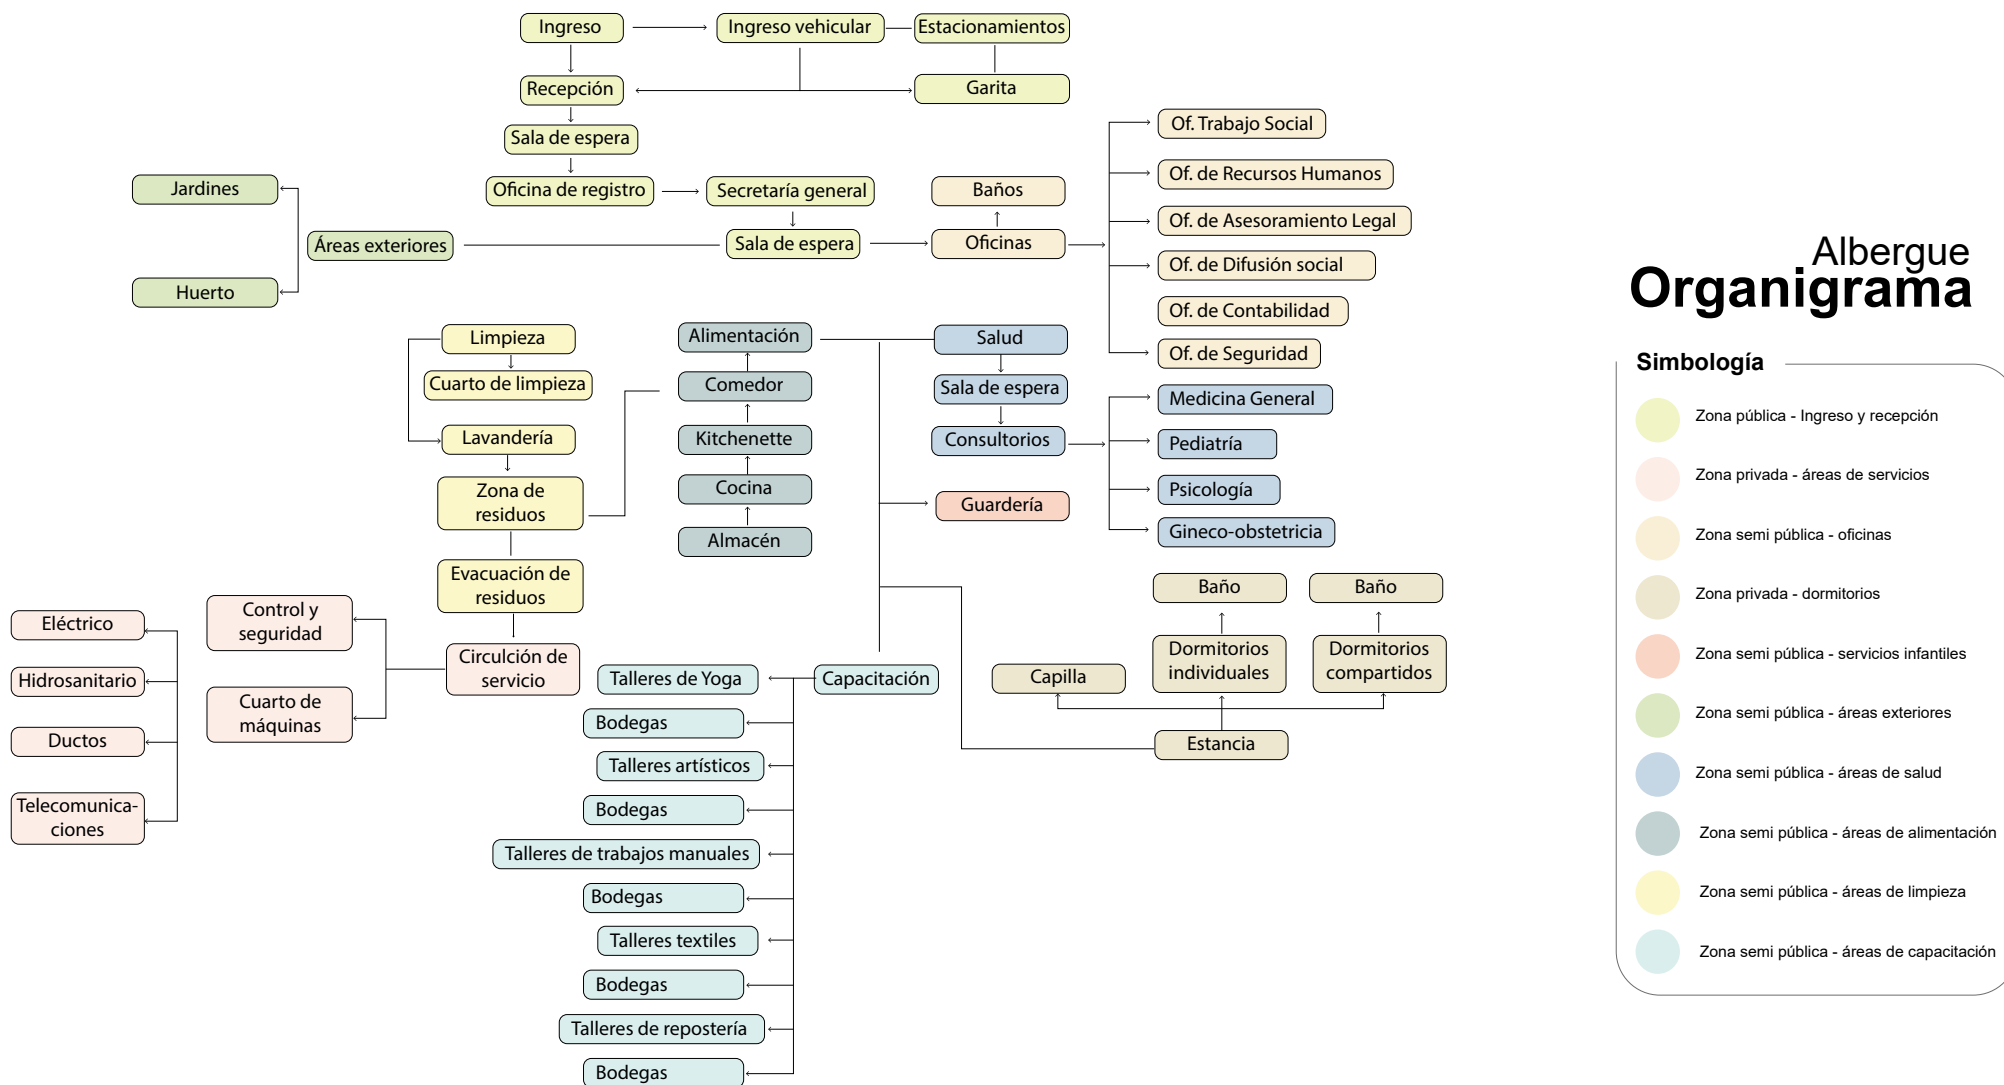 Ingreso
Ingreso vehicular
Estacionamientos
Recepción
Garita
Sala de espera
Oficina de registro
Secretaría general
Baños
Sala de espera
Oficinas
Áreas exteriores
Jardines
Huerto
Of. Trabajo Social
Of. de Recursos Humanos
Of. de Asesoramiento Legal
Of. de Difusión social
Of. de Contabilidad
Of. de Seguridad
Limpieza
Cuarto de limpieza
Lavandería
Zona de
residuos
Evacuación de
residuos
Circulción de
servicio
Control y
seguridad
Cuarto de
máquinas
Eléctrico
Hidrosanitario
Ductos
Telecomunica-
ciones
Alimentación
Comedor
Kitchenette
Cocina
Almacén
Salud
Sala de espera
Consultorios
Medicina General
Pediatría
Psicología
Gineco-obstetricia
Guardería
Baño
Baño
Dormitorios
individuales
Dormitorios
compartidos
Capilla
Estancia
Capacitación
Talleres de Yoga
Bodegas
Talleres artísticos
Bodegas
Talleres de trabajos manuales
Bodegas
Talleres textiles
Bodegas
Talleres de repostería
Bodegas
Albergue
Organigrama
Simbología
Zona pública - Ingreso y recepción
Zona privada - áreas de servicios
Zona semi pública - oficinas
Zona privada - dormitorios
Zona semi pública - servicios infantiles
Zona semi pública - áreas exteriores
Zona semi pública - áreas de salud
Zona semi pública - áreas de alimentación
Zona semi pública - áreas de limpieza
Zona semi pública - áreas de capacitación